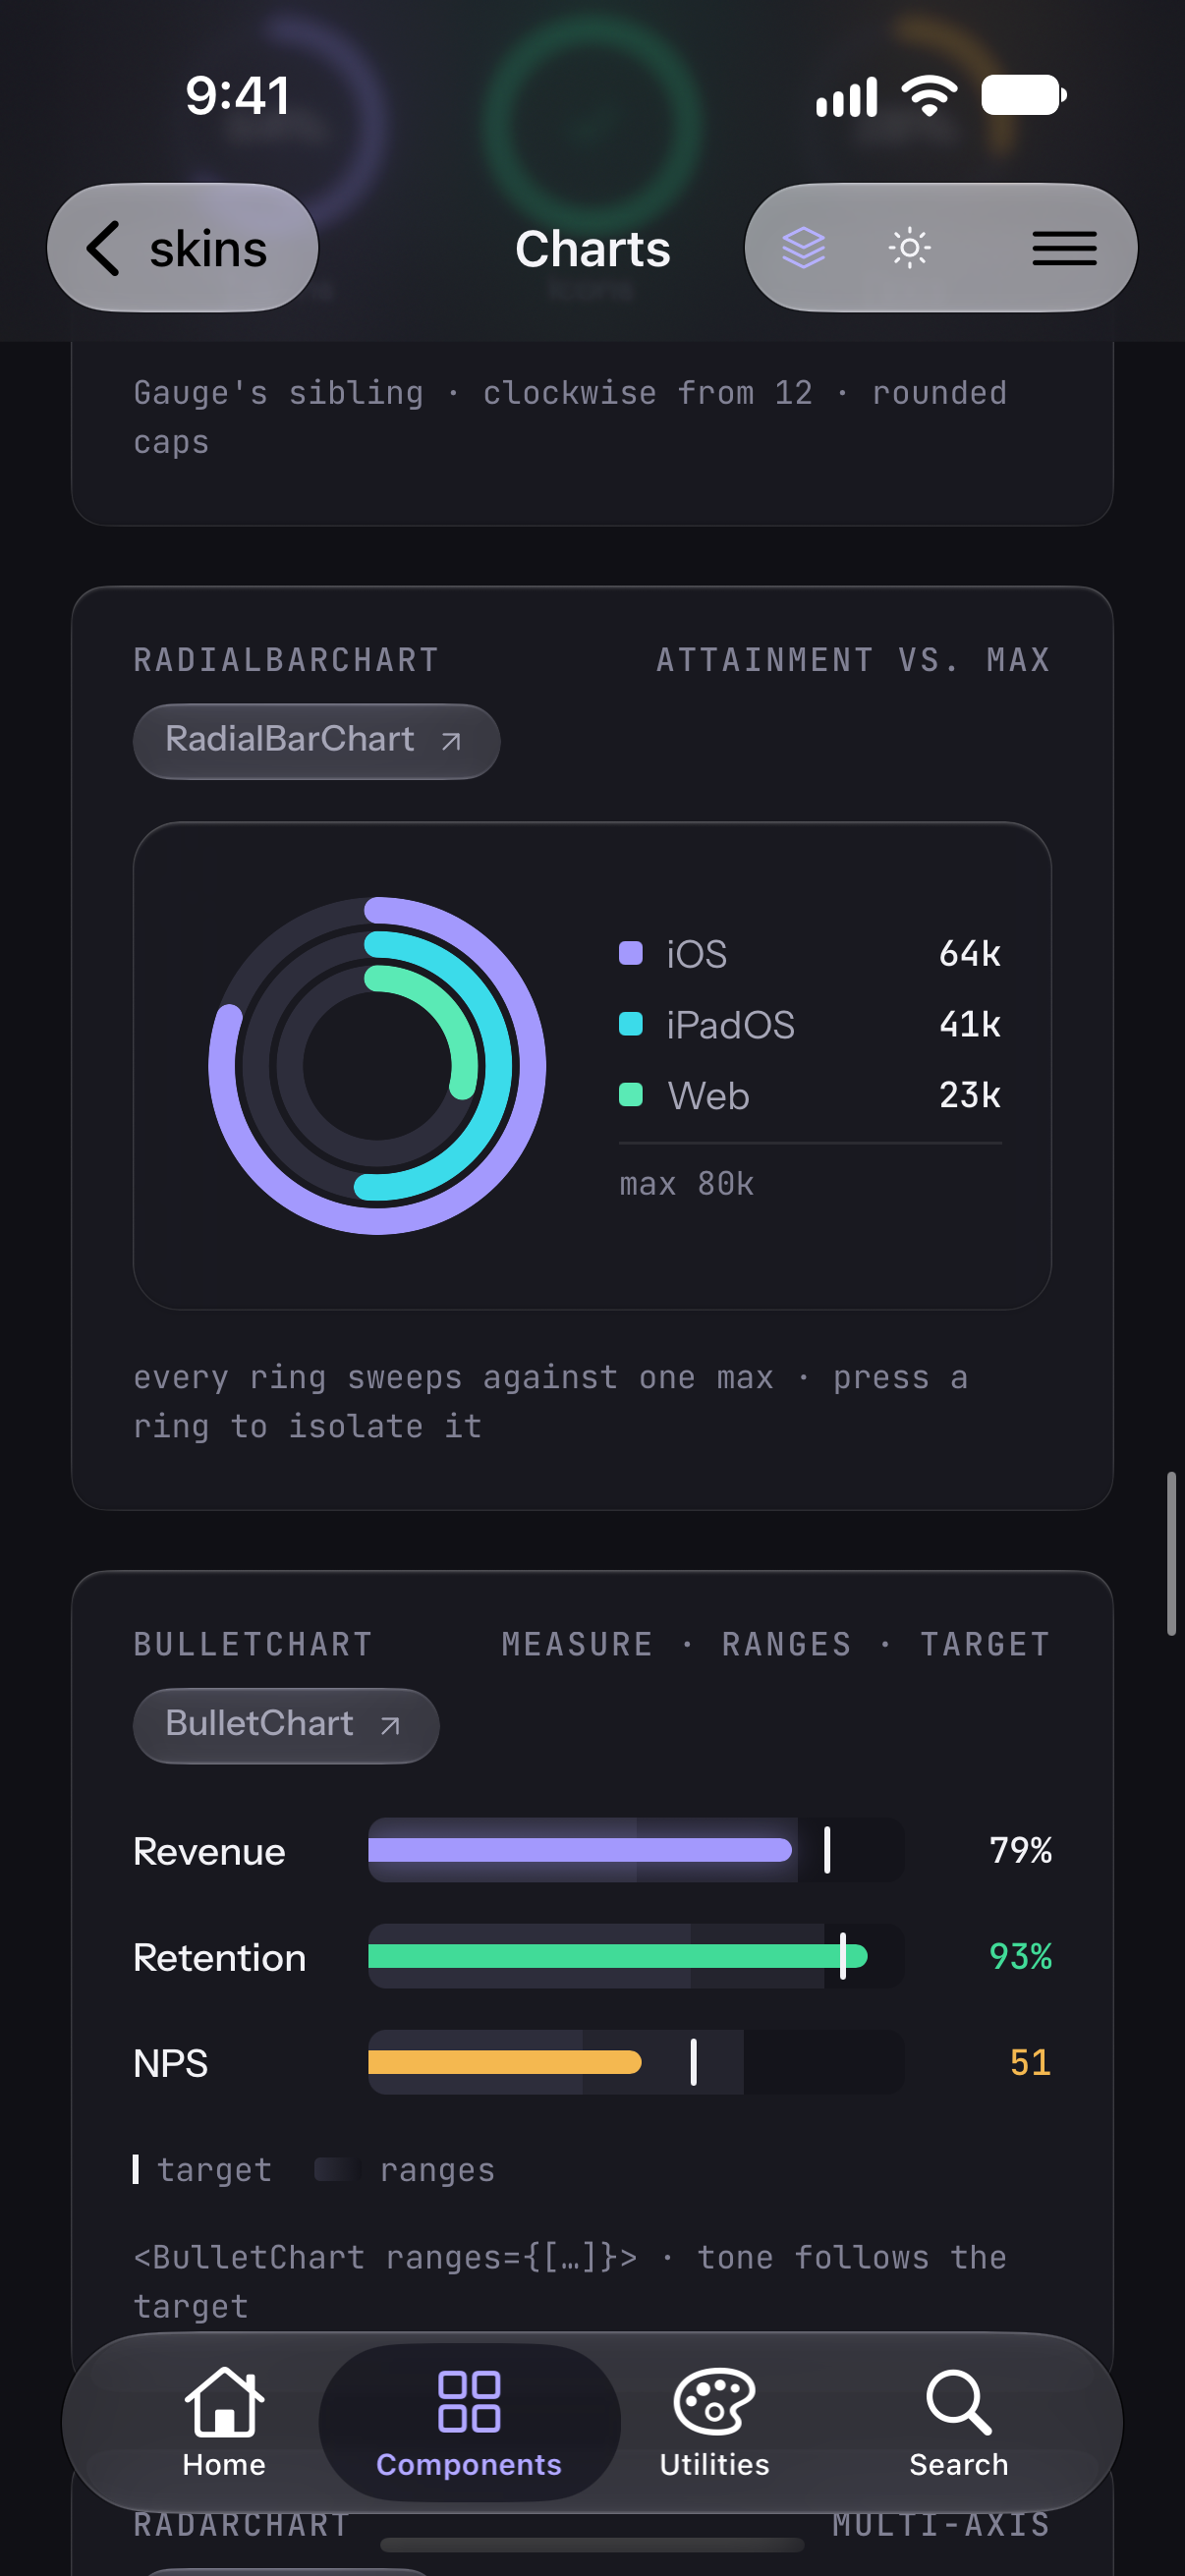 9:41
skins
Charts
Gauge's sibling · clockwise from 12 · rounded
caps
RADIALBARCHART
ATTAINMENT VS. MAX
RadialBarChart
iOS 64k
iPadOS 41k
Web 23k
max 80k
every ring sweeps against one max · press a
ring to isolate it
BULLETCHART
MEASURE · RANGES · TARGET
BulletChart
Revenue 79%
Retention 93%
NPS 51
target ranges
<BulletChart ranges={[…]}> · tone follows the
target
Home
Components
Utilities
Search
RADARCHART
MULTI-AXIS